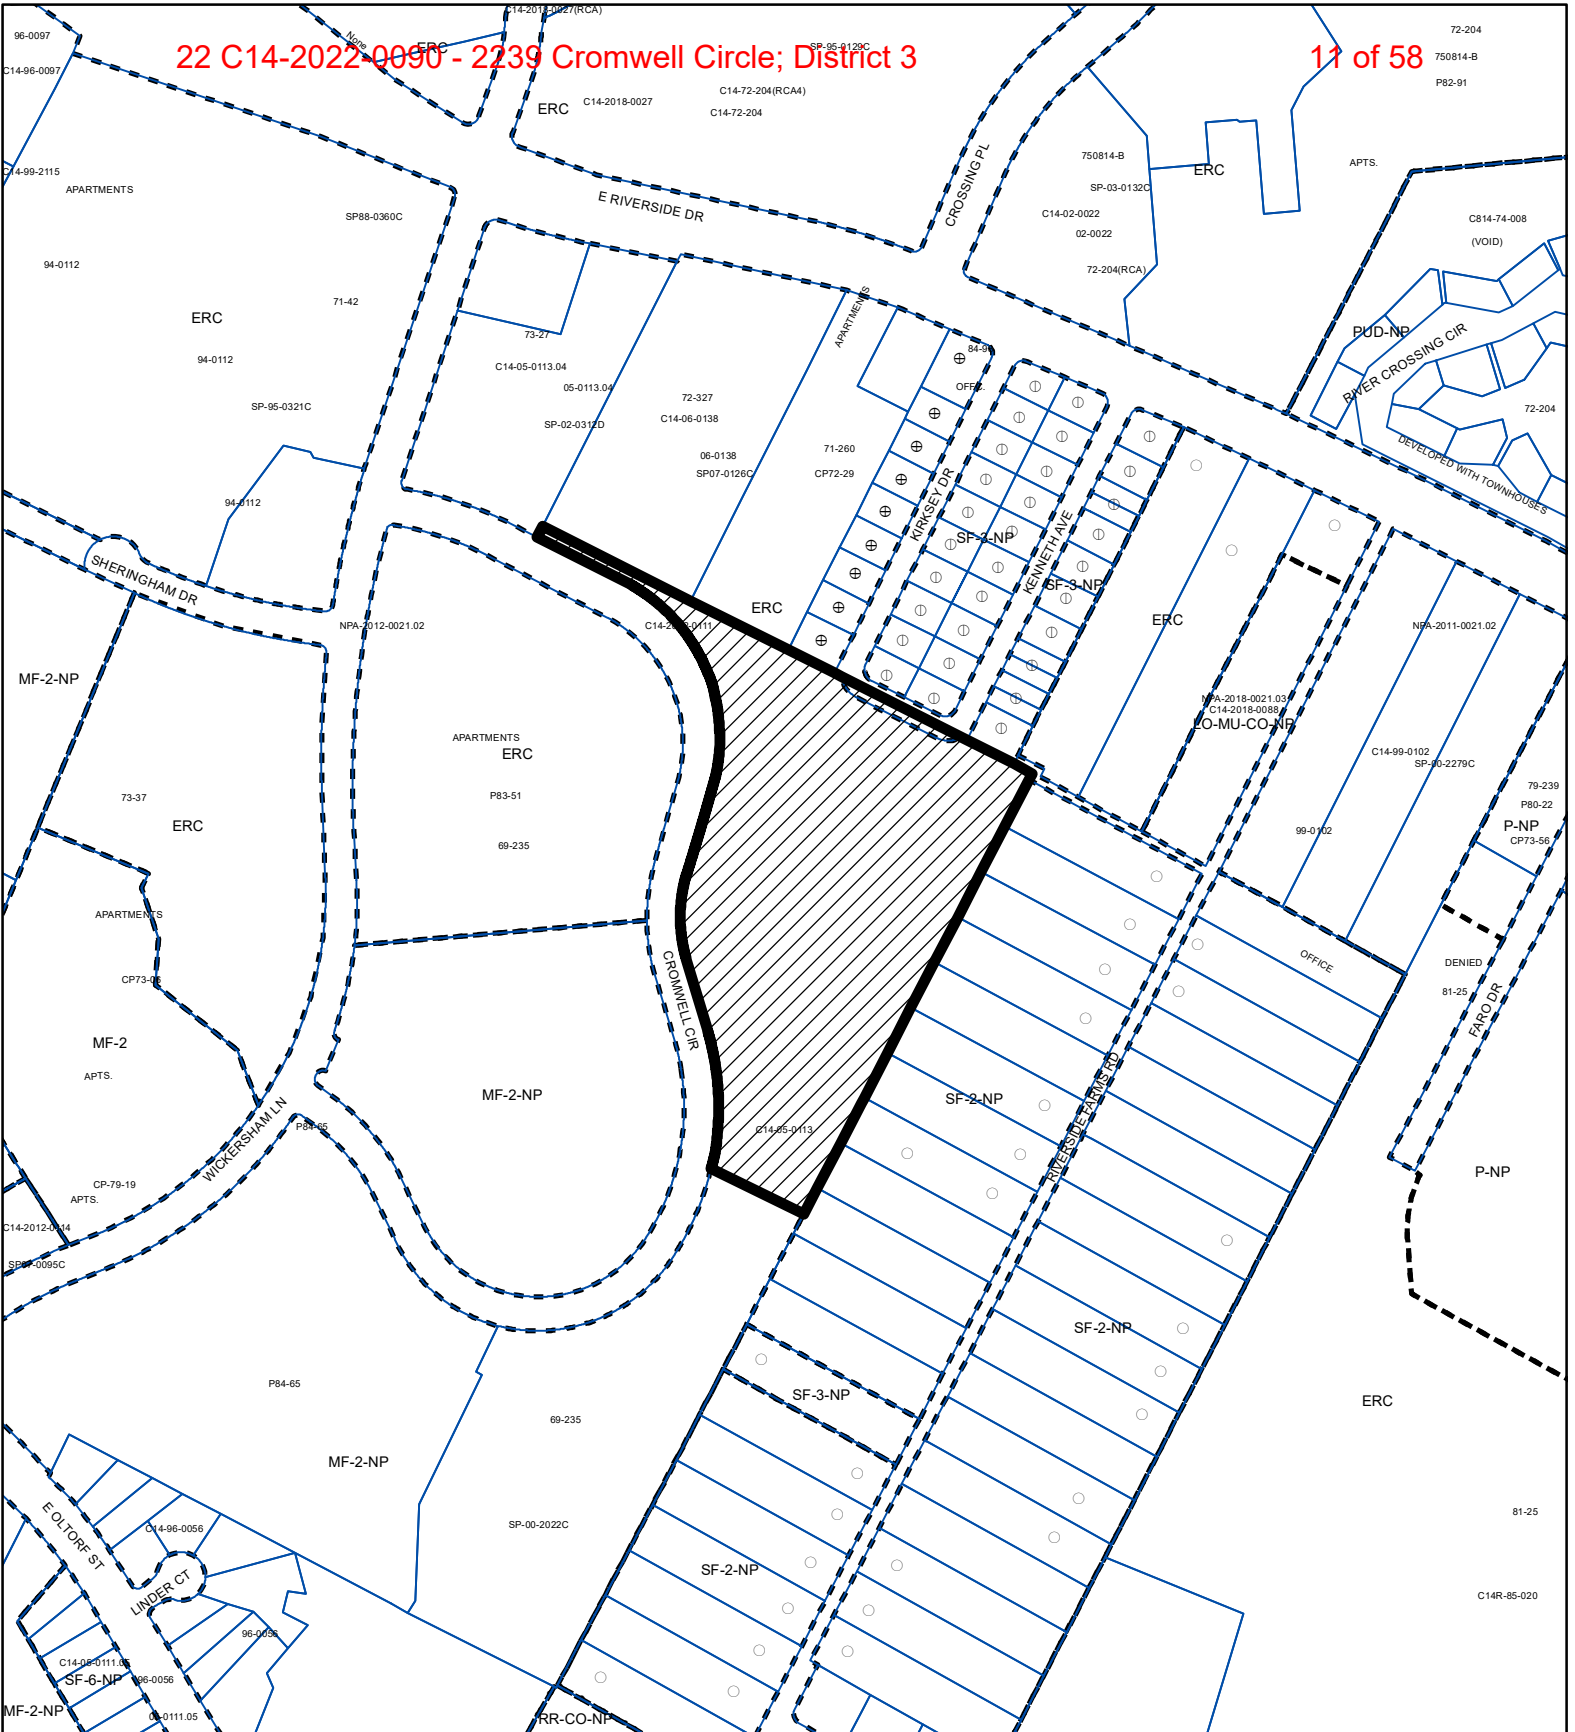 C14-2018-0027(RCA)
96-0097
None
ERC
22 C14-2022-0090 - 2239 Cromwell Circle; District 3
11 of 58
SP-95-0129C
72-204
750814-B
P82-91
C14-96-0097
ERC
C14-2018-0027
C14-72-204(RCA4)
C14-72-204
750814-B
ERC
APTS.
C14-99-2115
APARTMENTS
SP88-0360C
E RIVERSIDE DR
CROSSING PL
SP-03-0132C
C14-02-0022
02-0022
C814-74-008
(VOID)
94-0112
72-204(RCA)
71-42
ERC
94-0112
73-27
APARTMENTS
PUD-NP
RIVER CROSSING CIR
C14-05-0113.04
05-0113.04
OFFC.
SP-95-0321C
72-327
C14-06-0138
SP-02-0312D
72-204
DEVELOPED WITH TOWNHOUSES
06-0138
SP07-0126C
71-260
CP72-29
94-0112
KIRKSEY DR
SF-3-NP
KENNETH AVE
SF-3-NP
SHERINGHAM DR
ERC
ERC
NPA-2012-0021.02
NPA-2011-0021.02
MF-2-NP
NPA-2018-0021.03
C14-2018-0088
LO-MU-CO-NP
APARTMENTS
ERC
C14-99-0102
SP-00-2279C
73-37
P83-51
79-239
P80-22
ERC
P-NP
99-0102
CP73-56
69-235
APARTMENTS
OFFICE
DENIED
CROMWELL CIR
81-25
FARO DR
MF-2
APTS.
MF-2-NP
SF-2-NP
RIVERSIDE FARMS RD
C14-05-0113
P84-65
WICKERSHAM LN
P-NP
CP-79-19
APTS.
SF-2-NP
P84-65
SF-3-NP
ERC
69-235
MF-2-NP
81-25
E OLTORF ST
C14-96-0056
SP-00-2022C
SF-2-NP
LINDER CT
C14R-85-020
96-0056
SF-6-NP
96-0056
MF-2-NP
RR-CO-NP